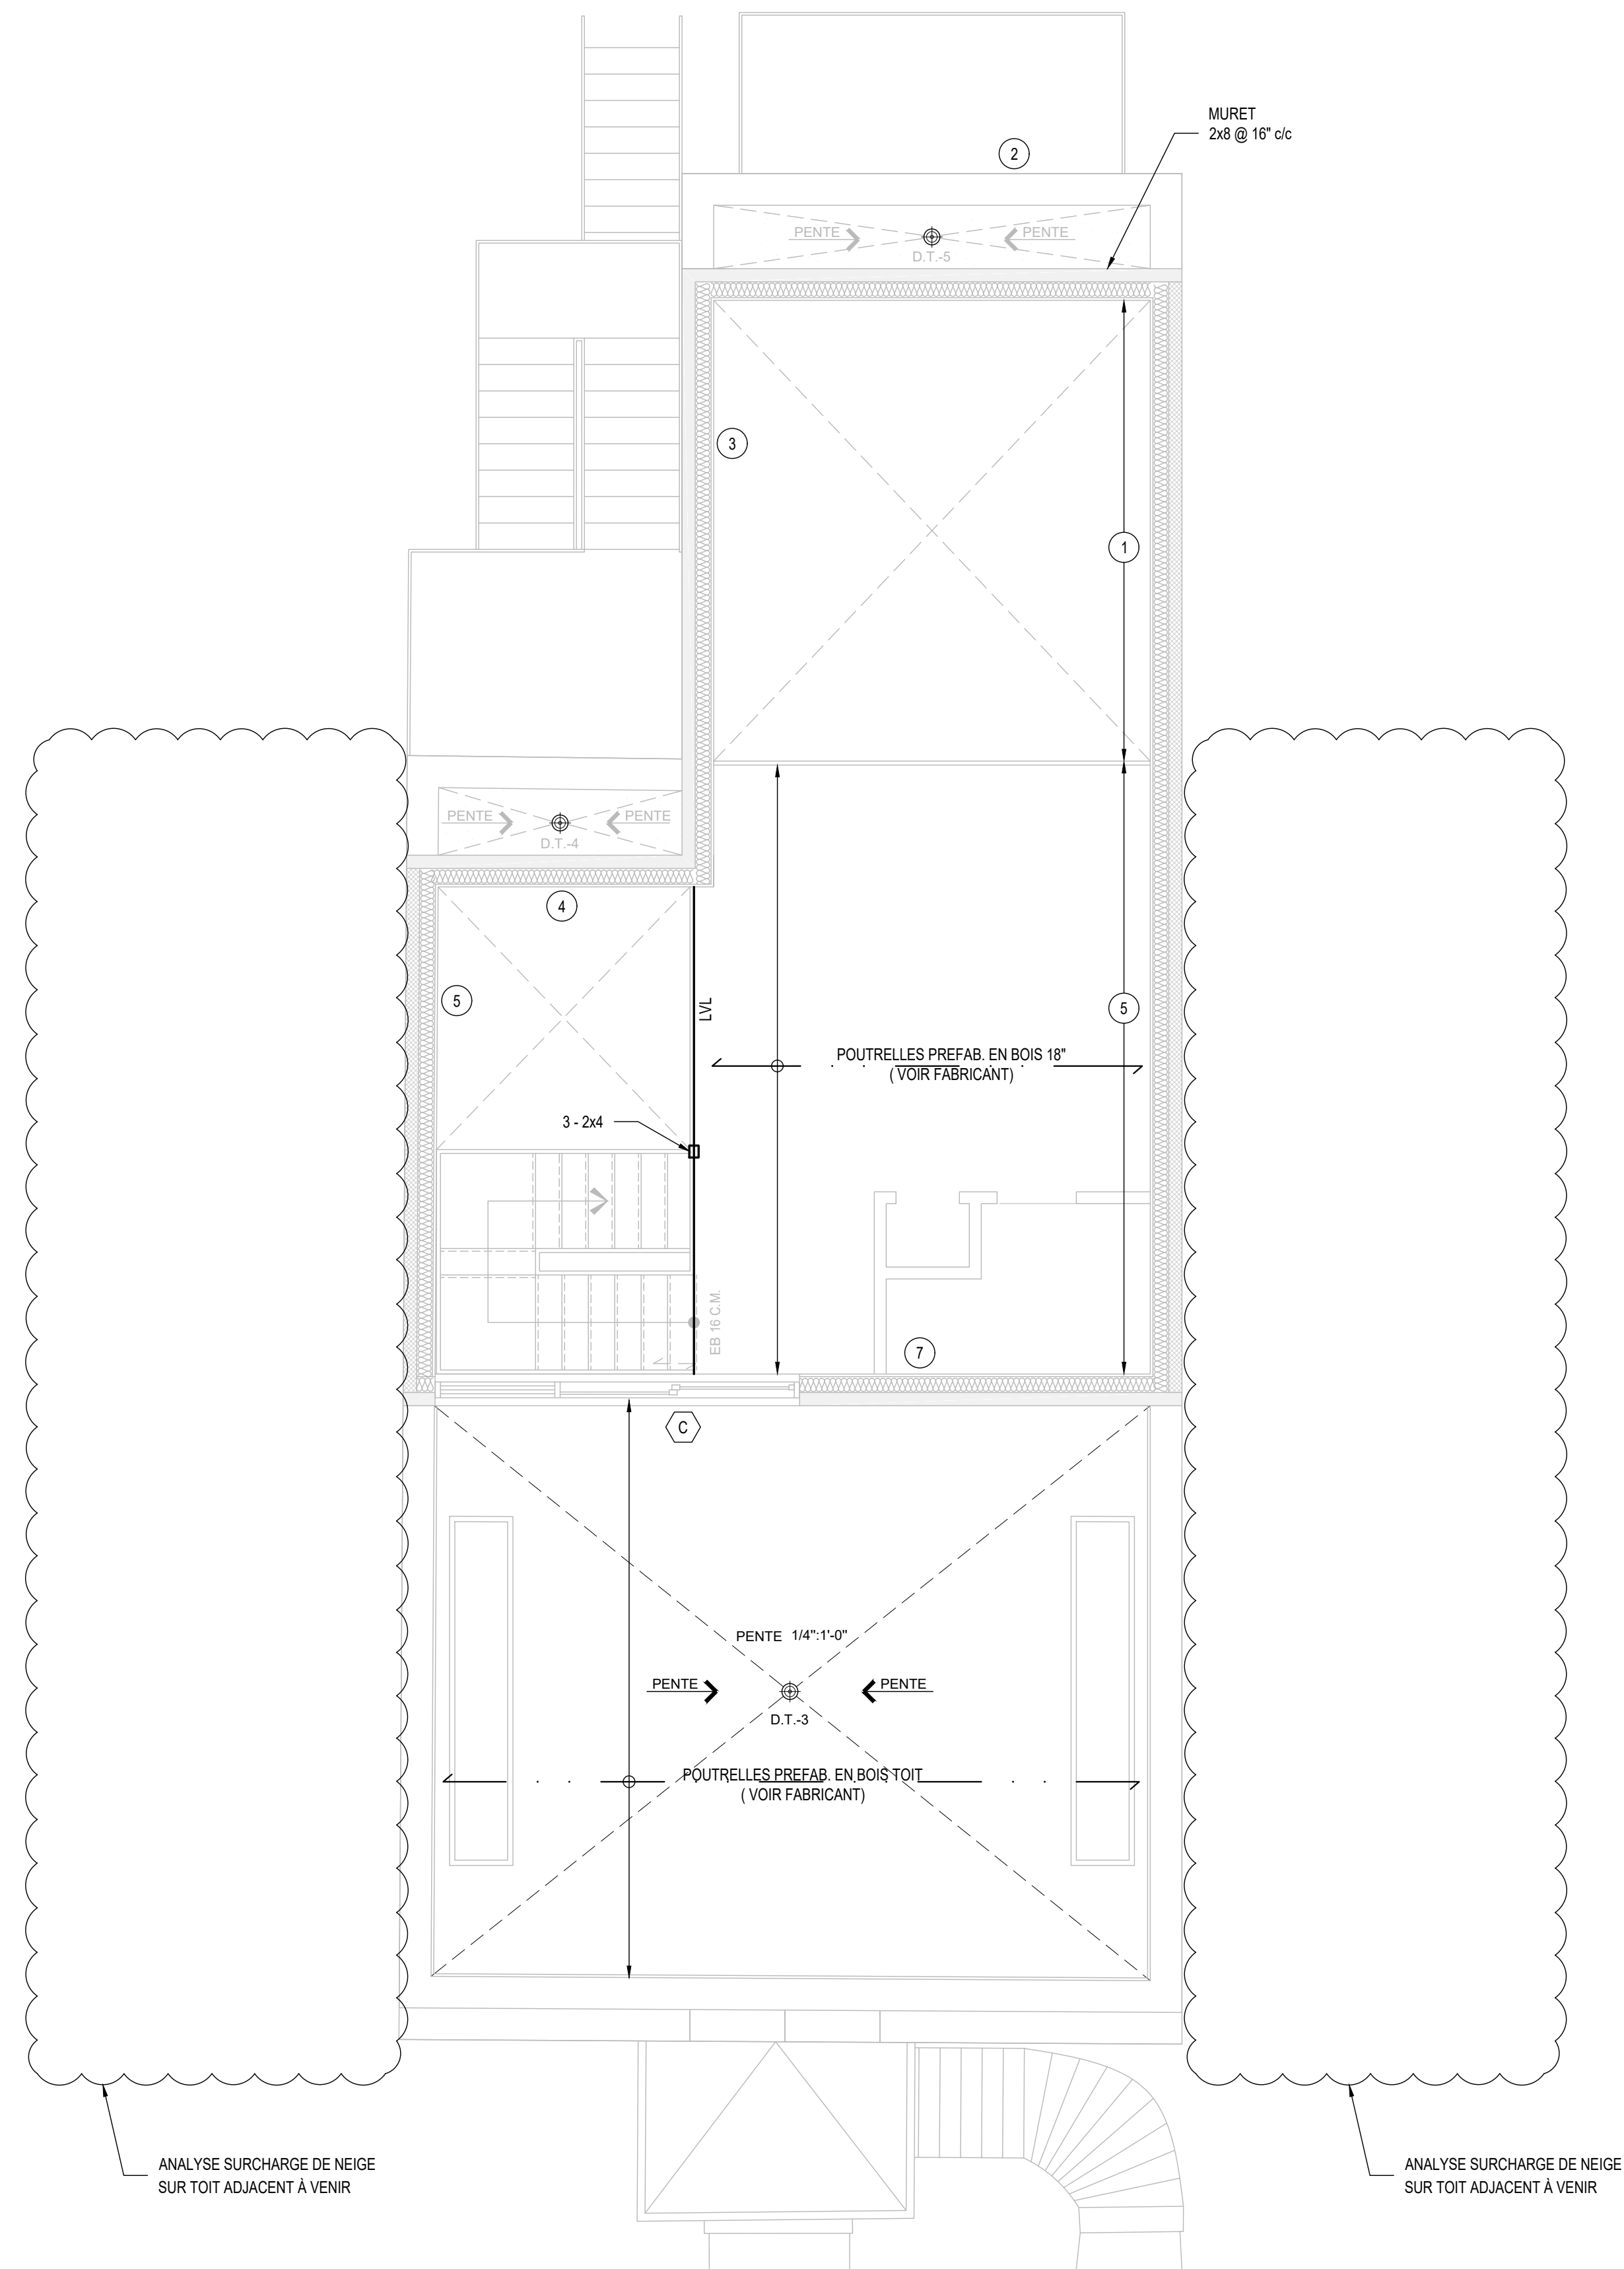 MURET
2x8 @ 16" c/c
2
PENTE
PENTE
D.T.-5
3
1
PENTE
PENTE
D.T.-4
4
5
LVL
5
POUTRELLES PREFAB. EN BOIS 18"
( VOIR FABRICANT)
3 - 2x4
EB 16 C.M.
7
C
PENTE 1/4":1'-0"
PENTE
PENTE
D.T.-3
POUTRELLES PREFAB. EN BOIS TOIT
( VOIR FABRICANT)
ANALYSE SURCHARGE DE NEIGE
SUR TOIT ADJACENT À VENIR
ANALYSE SURCHARGE DE NEIGE
SUR TOIT ADJACENT À VENIR